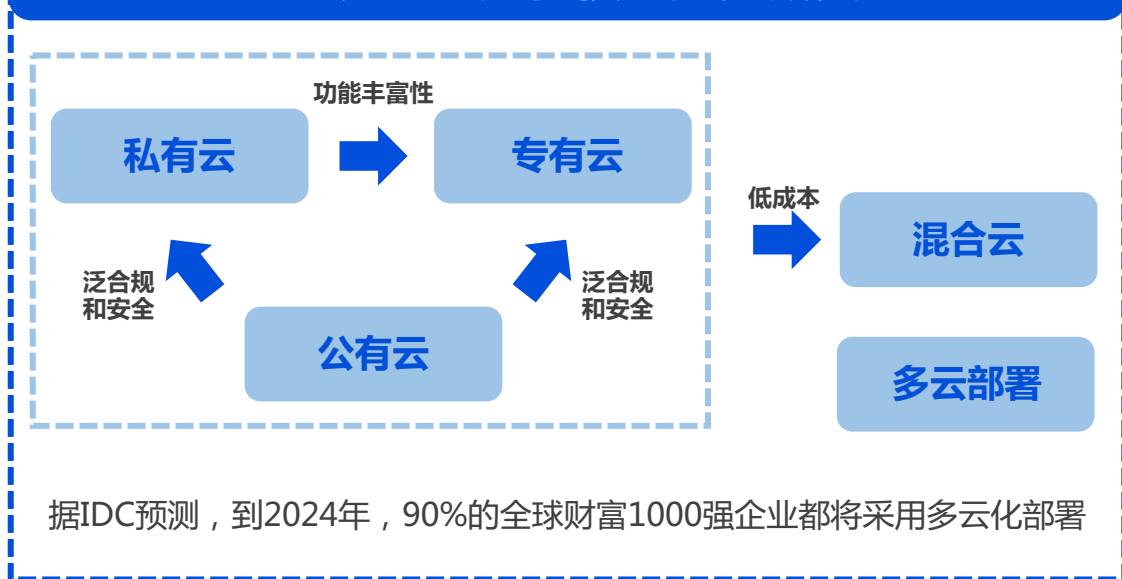 功能丰富性
私有云
专有云
低成本
混合云
泛合规
和安全
泛合规
和安全
公有云
多云部署
据IDC预测，到2024年，90%的全球财富1000强企业都将采用多云化部署